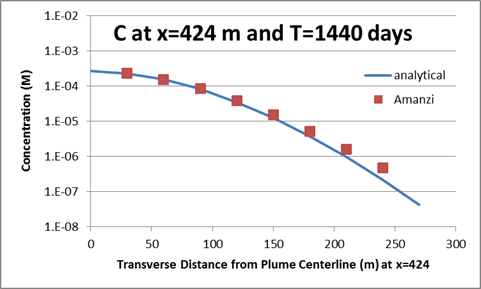 C at x=424 m and T=1440 days
1.E-02
1.E-03
1.E-04
1.E-05
1.E-06
1.E-07
1.E-08
Concentration (M)
analytical
Amanzi
0 50 100 150 200 250 300
Transverse Distance from Plume Centerline (m) at x=424